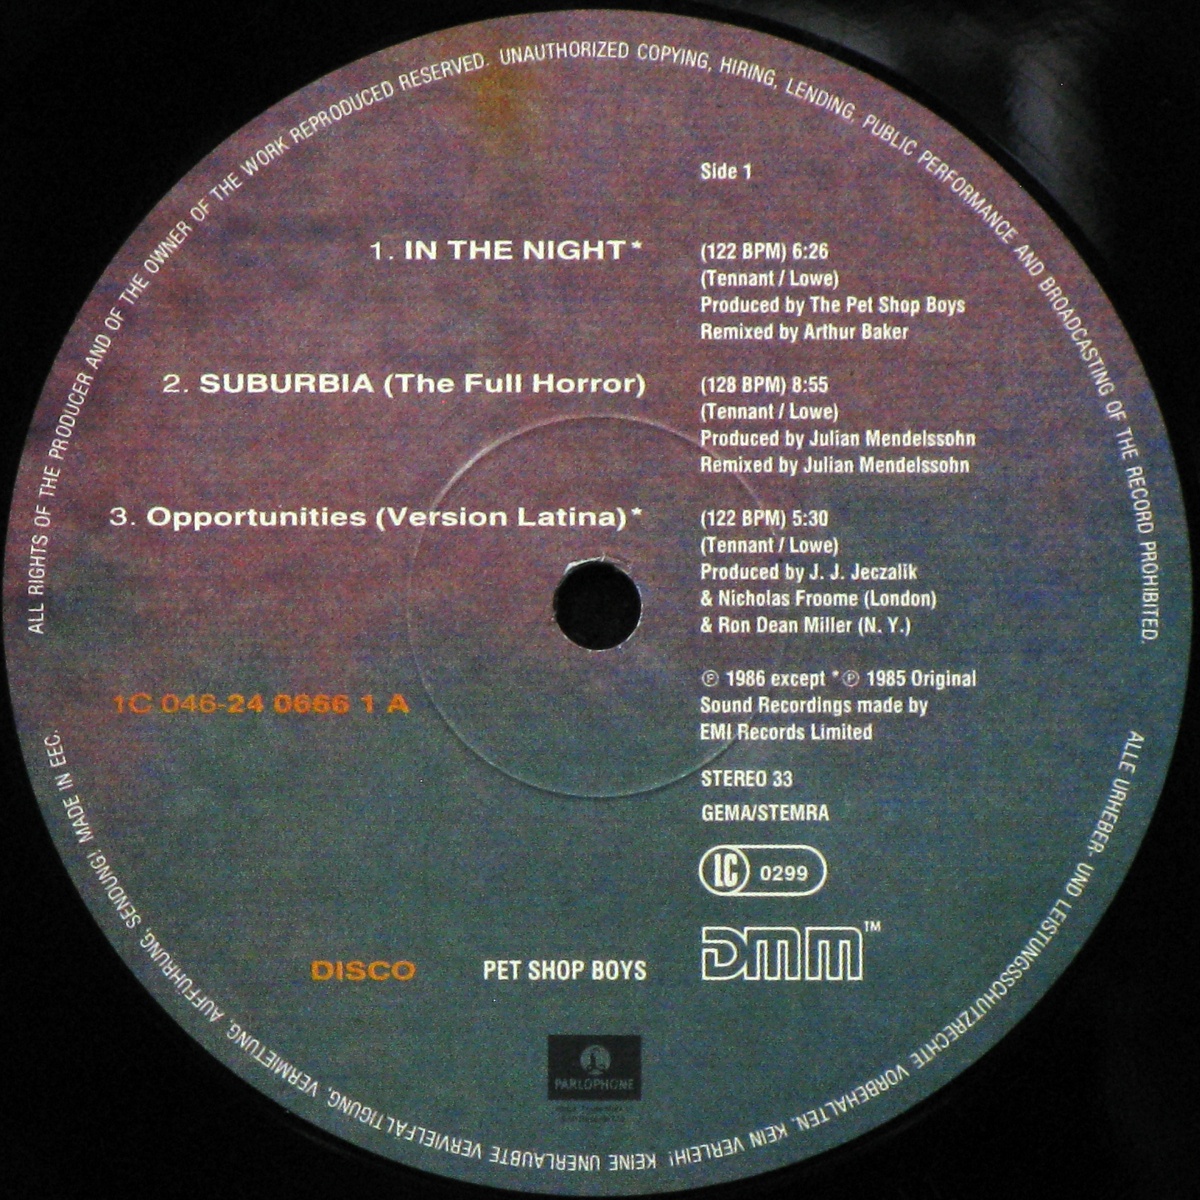 ALL RIGHTS OF THE PRODUCER AND OF THE OWNER OF THE WORK REPRODUCED RESERVED. UNAUTHORIZED COPYING, HIRING, LENDING. PUBLIC PERFORMANCE AND BROADCASTING OF THE RECORD PROHIBITED.
Side 1
1. IN THE NIGHT*
(122 BPM) 6:26
(Tennant / Lowe)
Produced by The Pet Shop Boys
Remixed by Arthur Baker
2. SUBURBIA (The Full Horror)
(128 BPM) 8:55
(Tennant / Lowe)
Produced by Julian Mendelssohn
Remixed by Julian Mendelssohn
3. Opportunities (Version Latina)*
(122 BPM) 5:30
(Tennant / Lowe)
Produced by J. J. Jeczalik
& Nicholas Froome (London)
& Ron Dean Miller (N. Y.)
℗ 1986 except *℗ 1985 Original
Sound Recordings made by
EMI Records Limited
1C 046-24 0666 1 A
STEREO 33
GEMA/STEMRA
LC 0299
DMM™
DISCO PET SHOP BOYS
PARLOPHONE
ALLE URHEBER- UND LEISTUNGSSCHUTZRECHTE VORBEHALTEN. KEIN VERLEIH! KEINE UNERLAUBTE VERVIELFÄLTIGUNG, VERMIETUNG, AUFFÜHRUNG, SENDUNG! MADE IN EEC.